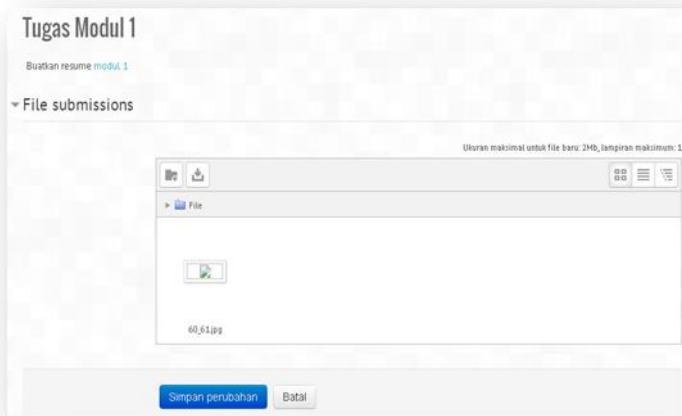 Tugas Modul 1
Buatkan resume modul 1
File submissions
Ukuran maksimal untuk file baru: 2Mb, lampiran maksimum: 1
File
60_61.jpg
Simpan perubahan Batal